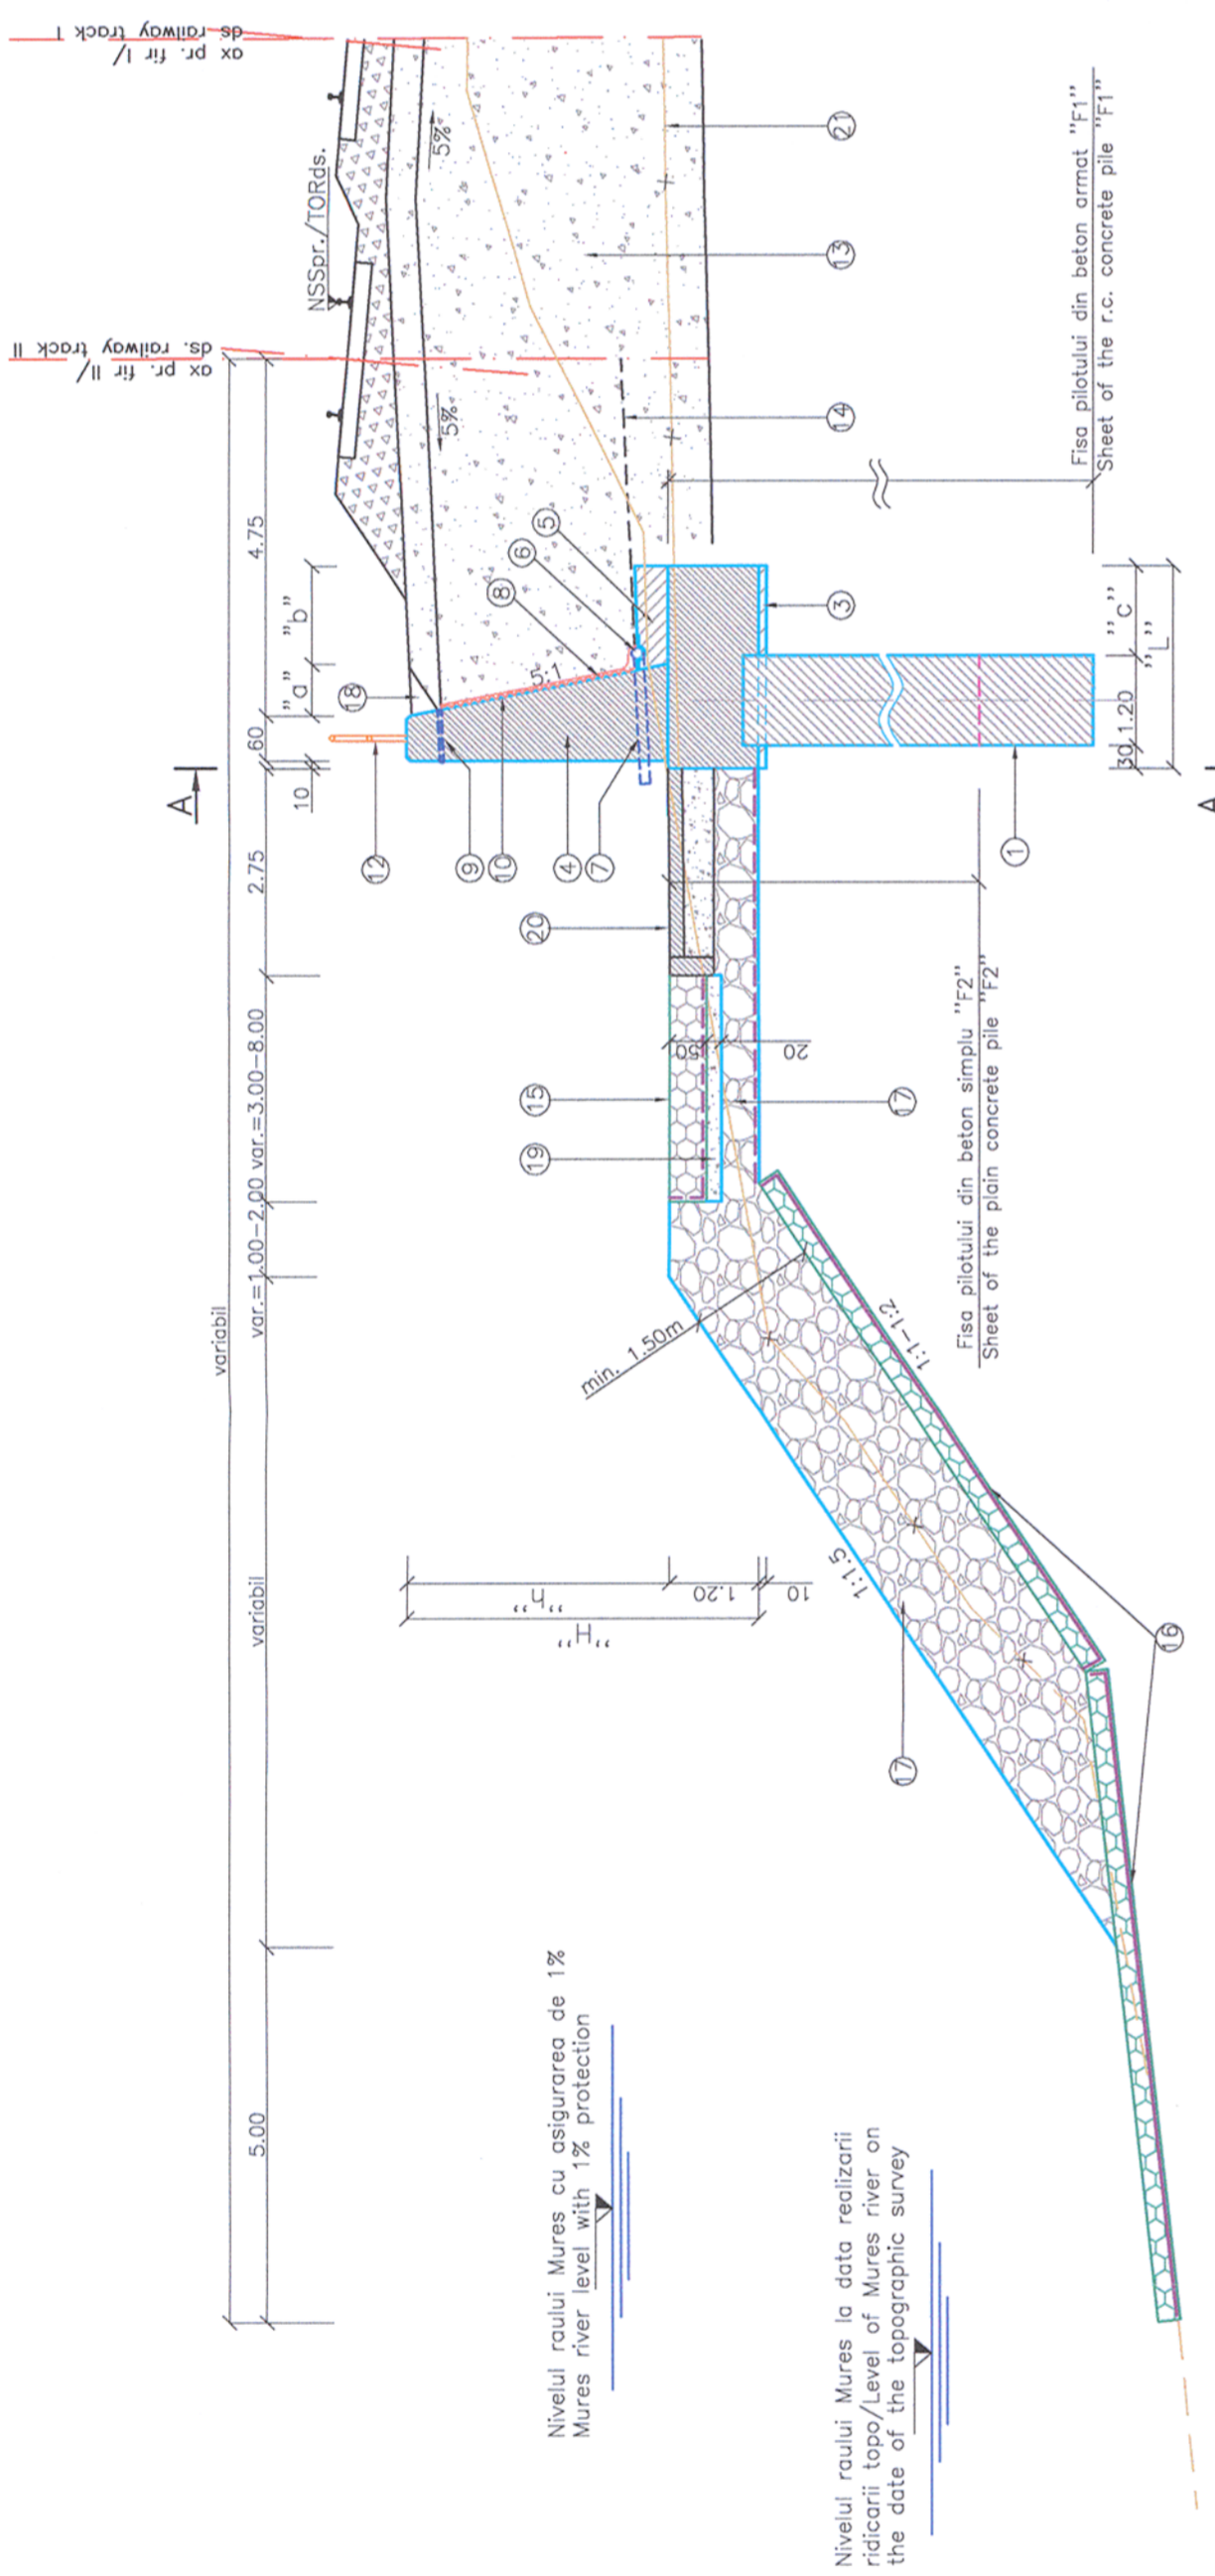 ax pr. fir I/
ds railway track I
ax pr. fir II/
ds. railway track II
NSSpr./TORds.
5%
5%
variabil
5.00
variabil
var.=1.00-2.00
var.=3.00-8.00
2.75
10
.60
"a"
"b"
4.75
A
12
9
10
4
7
18
8
6
5
5:1
14
13
21
3
1
20
15
19
17
50
20
min. 1.50m
1:1-1:2
1:1.5
17
16
"H"
"h"
1.20
10
30
1.20
"c"
"L"
A
Fisa pilotului din beton armat "F1"
Sheet of the r.c. concrete pile "F1"
Fisa pilotului din beton simplu "F2"
Sheet of the plain concrete pile "F2"
Nivelul raului Mures cu asigurarea de 1%
Mures river level with 1% protection
Nivelul raului Mures la data realizarii
ridicarii topo/Level of Mures river on
the date of the topographic survey